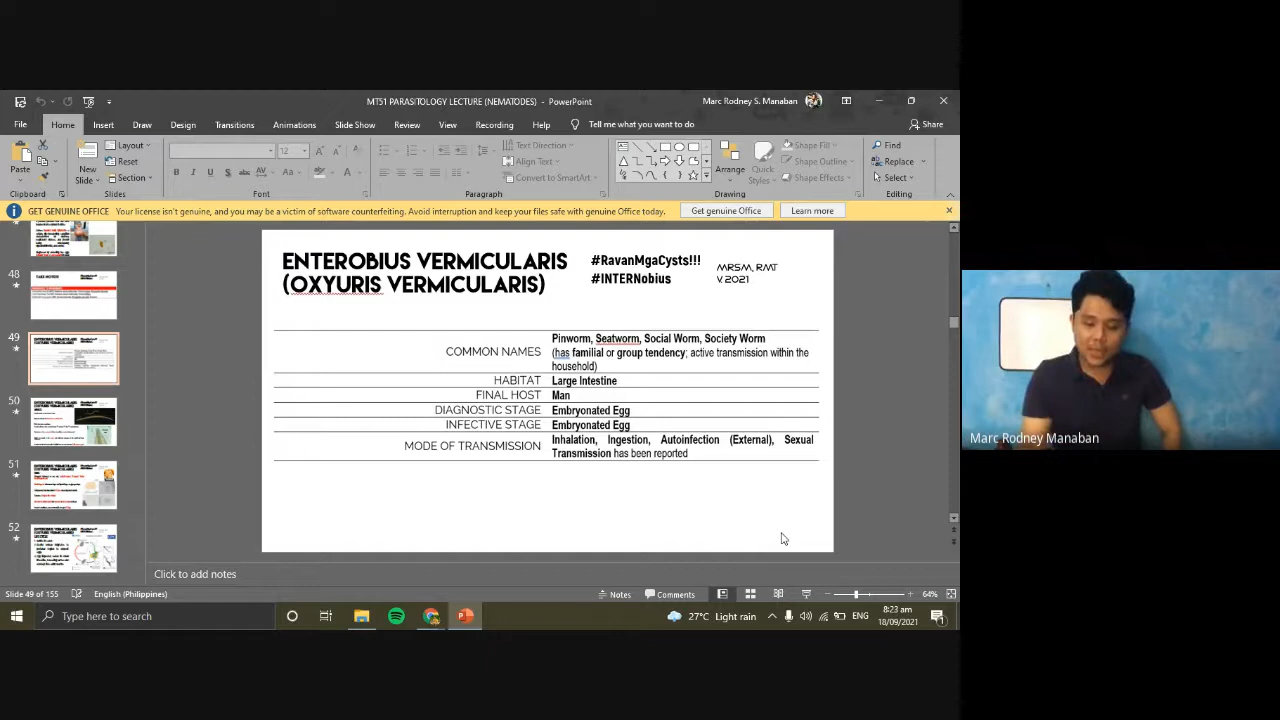 MT51 PARASITOLOGY LECTURE (NEMATODES) - PowerPoint
Marc Rodney S. Manaban
File Home Insert Draw Design Transitions Animations Slide Show Review View Recording Help Tell me what you want to do Share
Paste
Clipboard
New Slide
Layout
Reset
Section
Slides
12
Font
Text Direction
Align Text
Convert to SmartArt
Paragraph
Arrange
Quick Styles
Shape Fill
Shape Outline
Shape Effects
Drawing
Find
Replace
Select
Editing
GET GENUINE OFFICE Your license isn't genuine, and you may be a victim of software counterfeiting. Avoid interruption and keep your files safe with genuine Office today. Get genuine Office Learn more
48
49
50
51
52
ENTEROBIUS VERMICULARIS
(OXYURIS VERMICULARIS)
#RavanMgaCysts!!!
#INTERNobius
MRSM, RMT
V.2021
COMMON NAMES
Pinworm, Seatworm, Social Worm, Society Worm
(has familial or group tendency; active transmission within the
household)
HABITAT Large Intestine
FINAL HOST Man
DIAGNOSTIC STAGE Embryonated Egg
INFECTIVE STAGE Embryonated Egg
MODE OF TRANSMISSION
Inhalation, Ingestion, Autoinfection (External), Sexual
Transmission has been reported
Marc Rodney Manaban
Click to add notes
Slide 49 of 155 English (Philippines) Notes Comments 64%
Type here to search 27°C Light rain ENG
8:23 am
18/09/2021